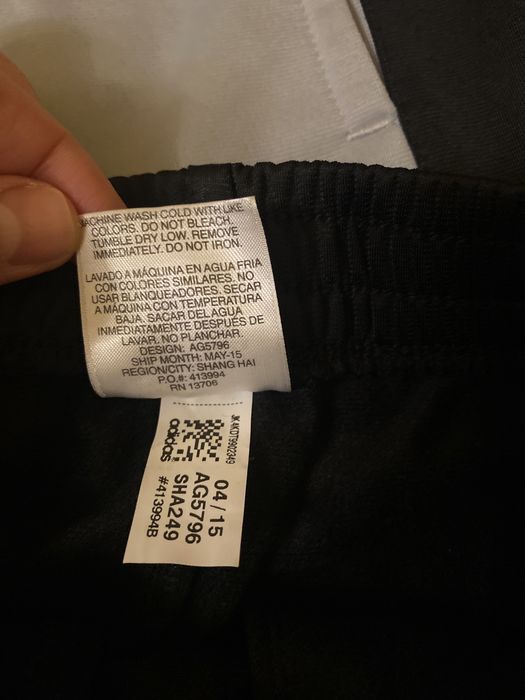 MACHINE WASH COLD WITH LIKE
COLORS. DO NOT BLEACH.
TUMBLE DRY LOW. REMOVE
IMMEDIATELY. DO NOT IRON.
LAVADO A MÁQUINA EN AGUA FRIA
CON COLORES SIMILARES. NO
USAR BLANQUEADORES. SECAR
A MÁQUINA CON TEMPERATURA
BAJA. SACAR DEL AGUA
INMEDIATAMENTE DESPUÉS DE
LAVAR. NO PLANCHAR.
DESIGN: AG5796
SHIP MONTH: MAY-15
REGION/CITY: SHANG HAI
P.O.#: 413994
RN 13706
adidas
04/15
AG5796
SHA249
#413994B